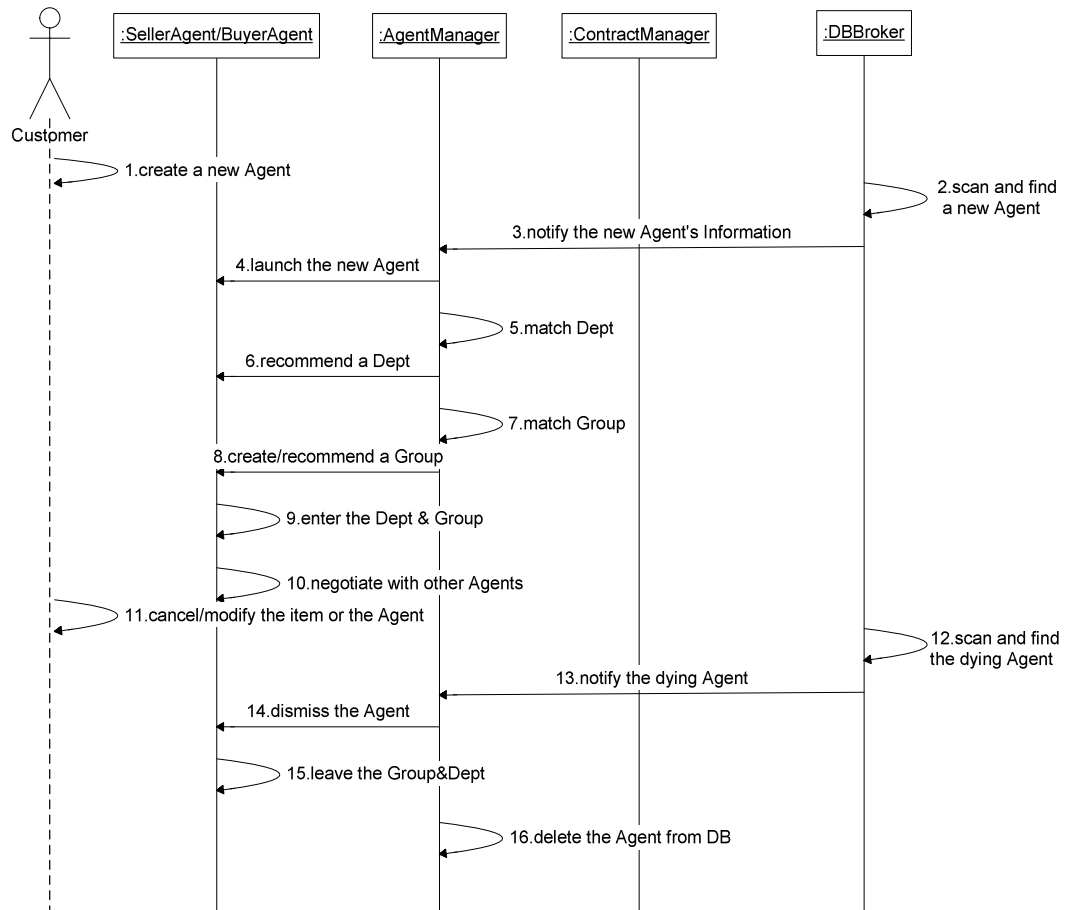 :SellerAgent/BuyerAgent
:AgentManager
:ContractManager
:DBBroker
Customer
1.create a new Agent
2.scan and find
a new Agent
3.notify the new Agent's Information
4.launch the new Agent
5.match Dept
6.recommend a Dept
7.match Group
8.create/recommend a Group
9.enter the Dept & Group
10.negotiate with other Agents
11.cancel/modify the item or the Agent
12.scan and find
the dying Agent
13.notify the dying Agent
14.dismiss the Agent
15.leave the Group&Dept
16.delete the Agent from DB